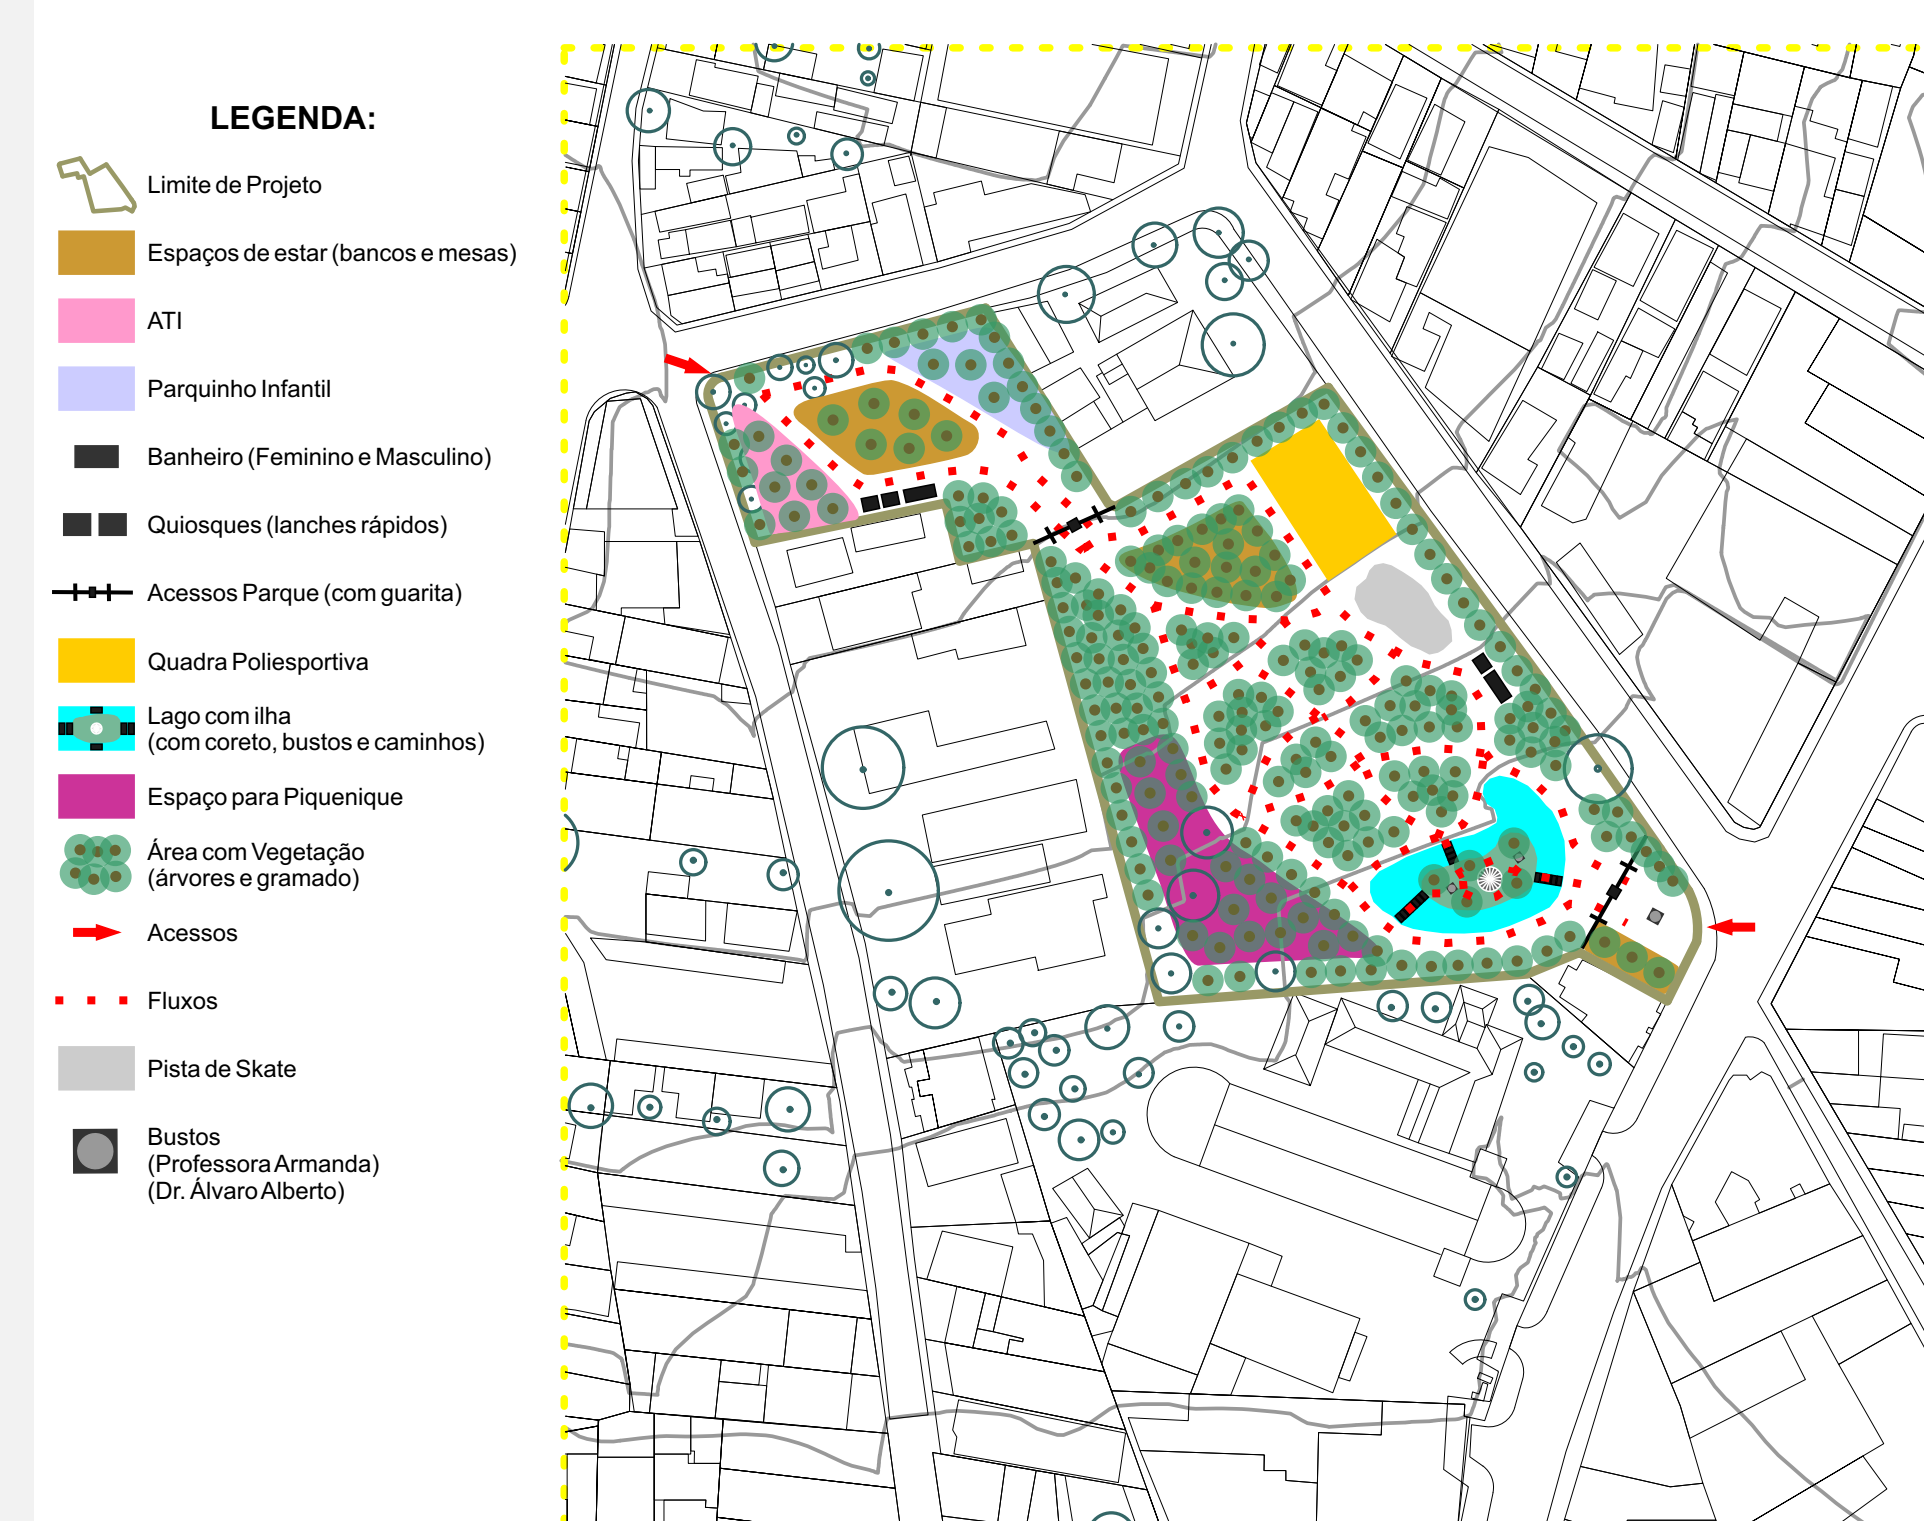 LEGENDA:
Limite de Projeto
Espaços de estar (bancos e mesas)
ATI
Parquinho Infantil
Banheiro (Feminino e Masculino)
Quiosques (lanches rápidos)
Acessos Parque (com guarita)
Quadra Poliesportiva
Lago com ilha
(com coreto, bustos e caminhos)
Espaço para Piquenique
Área com Vegetação
(árvores e gramado)
Acessos
Fluxos
Pista de Skate
Bustos
(Professora Armanda)
(Dr. Álvaro Alberto)